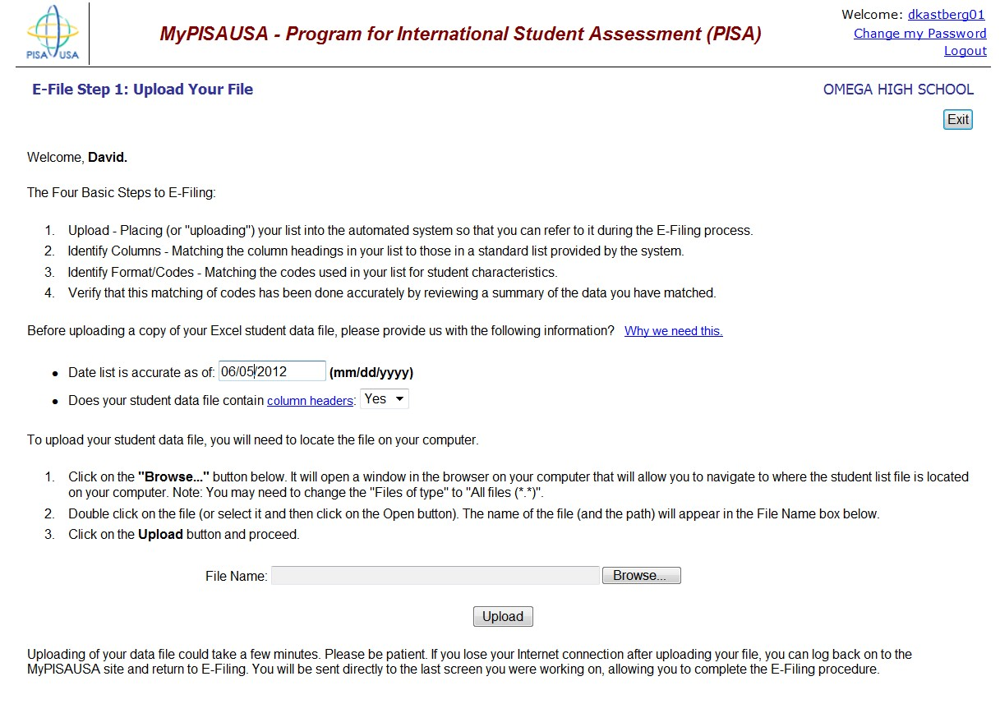 PISA USA
MyPISAUSA - Program for International Student Assessment (PISA)
Welcome: dkastberg01
Change my Password
Logout
E-File Step 1: Upload Your File
OMEGA HIGH SCHOOL
Exit
Welcome, David.
The Four Basic Steps to E-Filing:
1. Upload - Placing (or "uploading") your list into the automated system so that you can refer to it during the E-Filing process.
2. Identify Columns - Matching the column headings in your list to those in a standard list provided by the system.
3. Identify Format/Codes - Matching the codes used in your list for student characteristics.
4. Verify that this matching of codes has been done accurately by reviewing a summary of the data you have matched.
Before uploading a copy of your Excel student data file, please provide us with the following information? Why we need this.
• Date list is accurate as of: 06/05/2012 (mm/dd/yyyy)
• Does your student data file contain column headers: Yes
To upload your student data file, you will need to locate the file on your computer.
1. Click on the "Browse..." button below. It will open a window in the browser on your computer that will allow you to navigate to where the student list file is located
on your computer. Note: You may need to change the "Files of type" to "All files (*.*)".
2. Double click on the file (or select it and then click on the Open button). The name of the file (and the path) will appear in the File Name box below.
3. Click on the Upload button and proceed.
File Name: Browse...
Upload
Uploading of your data file could take a few minutes. Please be patient. If you lose your Internet connection after uploading your file, you can log back on to the
MyPISAUSA site and return to E-Filing. You will be sent directly to the last screen you were working on, allowing you to complete the E-Filing procedure.